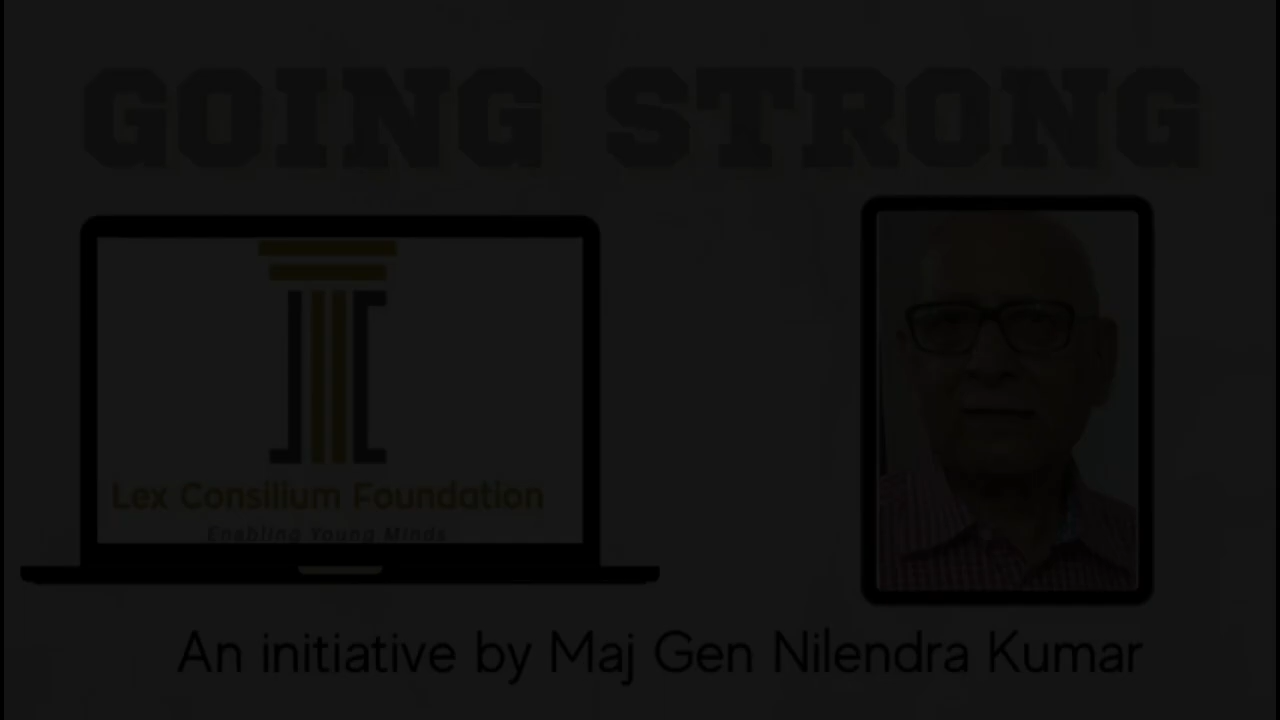 GOING STRONG
Lex Consilium Foundation
Enabling Young Minds
An initiative by Maj Gen Nilendra Kumar